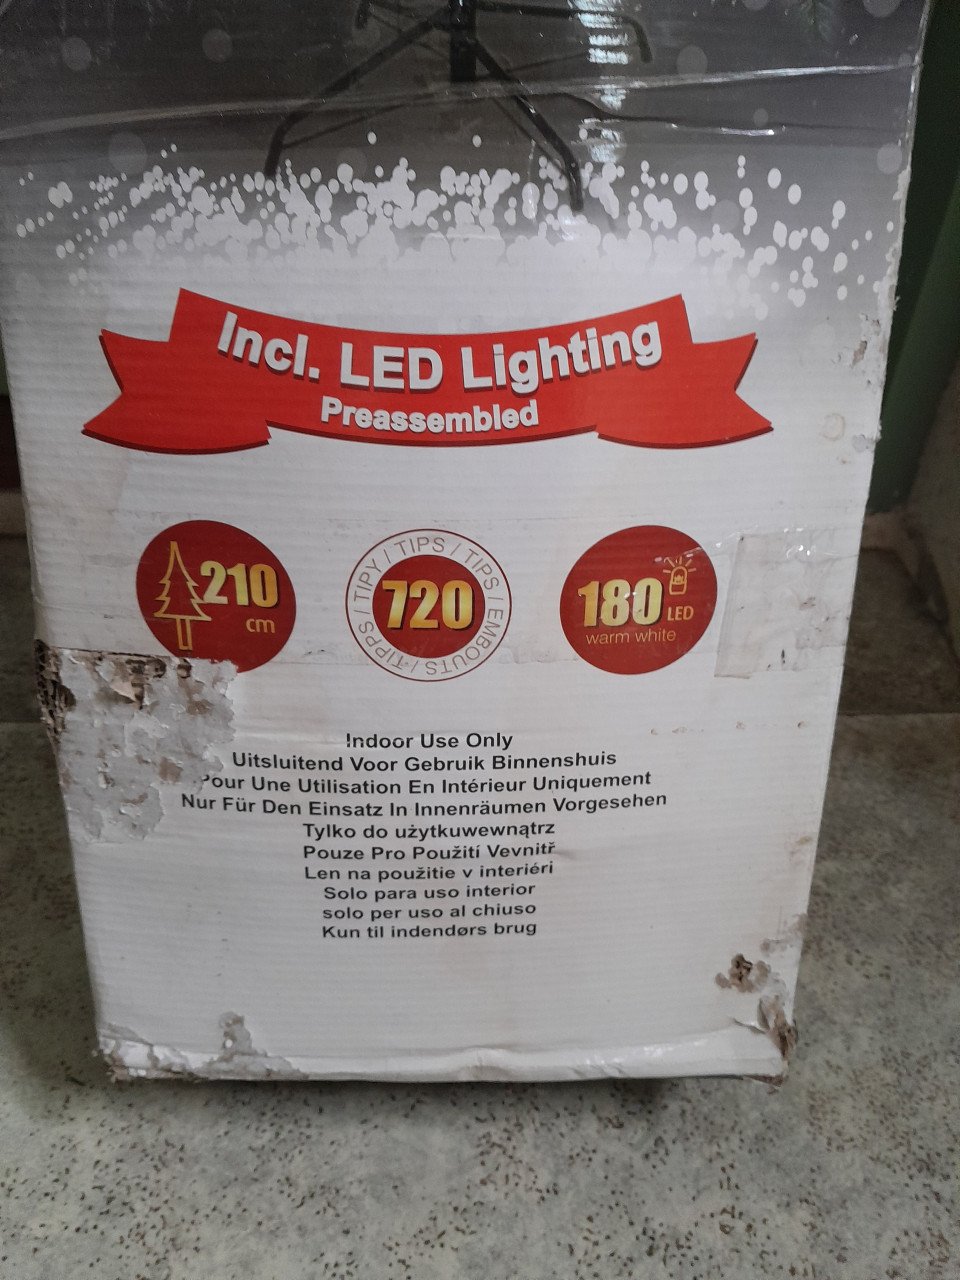 Incl. LED Lighting
Preassembled
210
cm
TIPS / TIPS / EMBOUTS / TIPPS / TIPY /
720
180 LED
warm white
Indoor Use Only
Uitsluitend Voor Gebruik Binnenshuis
Pour Une Utilisation En Intérieur Uniquement
Nur Für Den Einsatz In Innenräumen Vorgesehen
Tylko do użytkuwewnątrz
Pouze Pro Použití Vevnitř
Len na použitie v interiéri
Solo para uso interior
solo per uso al chiuso
Kun til indendørs brug